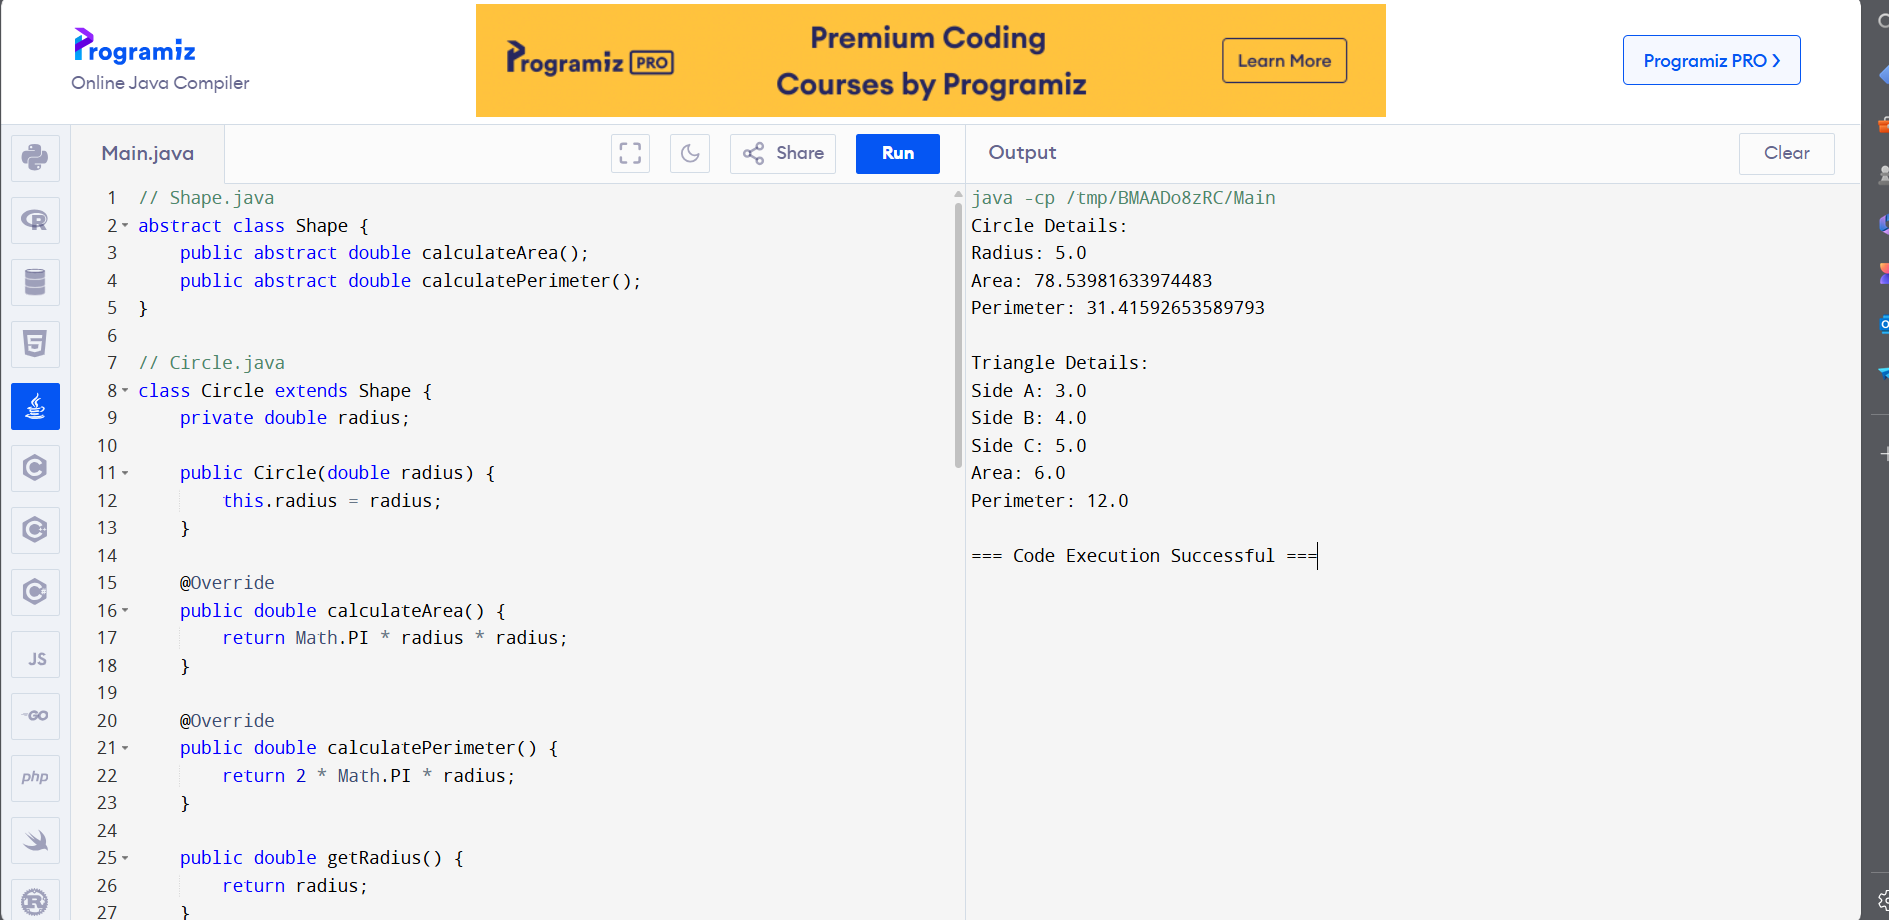 Programiz
Online Java Compiler
Programiz PRO
Premium Coding
Courses by Programiz
Learn More
Programiz PRO
Main.java
Share
Run
Output
Clear
1 // Shape.java
2 abstract class Shape {
3     public abstract double calculateArea();
4     public abstract double calculatePerimeter();
5 }
6
7 // Circle.java
8 class Circle extends Shape {
9     private double radius;
10
11     public Circle(double radius) {
12         this.radius = radius;
13     }
14
15     @Override
16     public double calculateArea() {
17         return Math.PI * radius * radius;
18     }
19
20     @Override
21     public double calculatePerimeter() {
22         return 2 * Math.PI * radius;
23     }
24
25     public double getRadius() {
26         return radius;
27     }
java -cp /tmp/BMAADo8zRC/Main
Circle Details:
Radius: 5.0
Area: 78.53981633974483
Perimeter: 31.41592653589793

Triangle Details:
Side A: 3.0
Side B: 4.0
Side C: 5.0
Area: 6.0
Perimeter: 12.0

=== Code Execution Successful ===
R
5
C
C
C
JS
GO
php
R